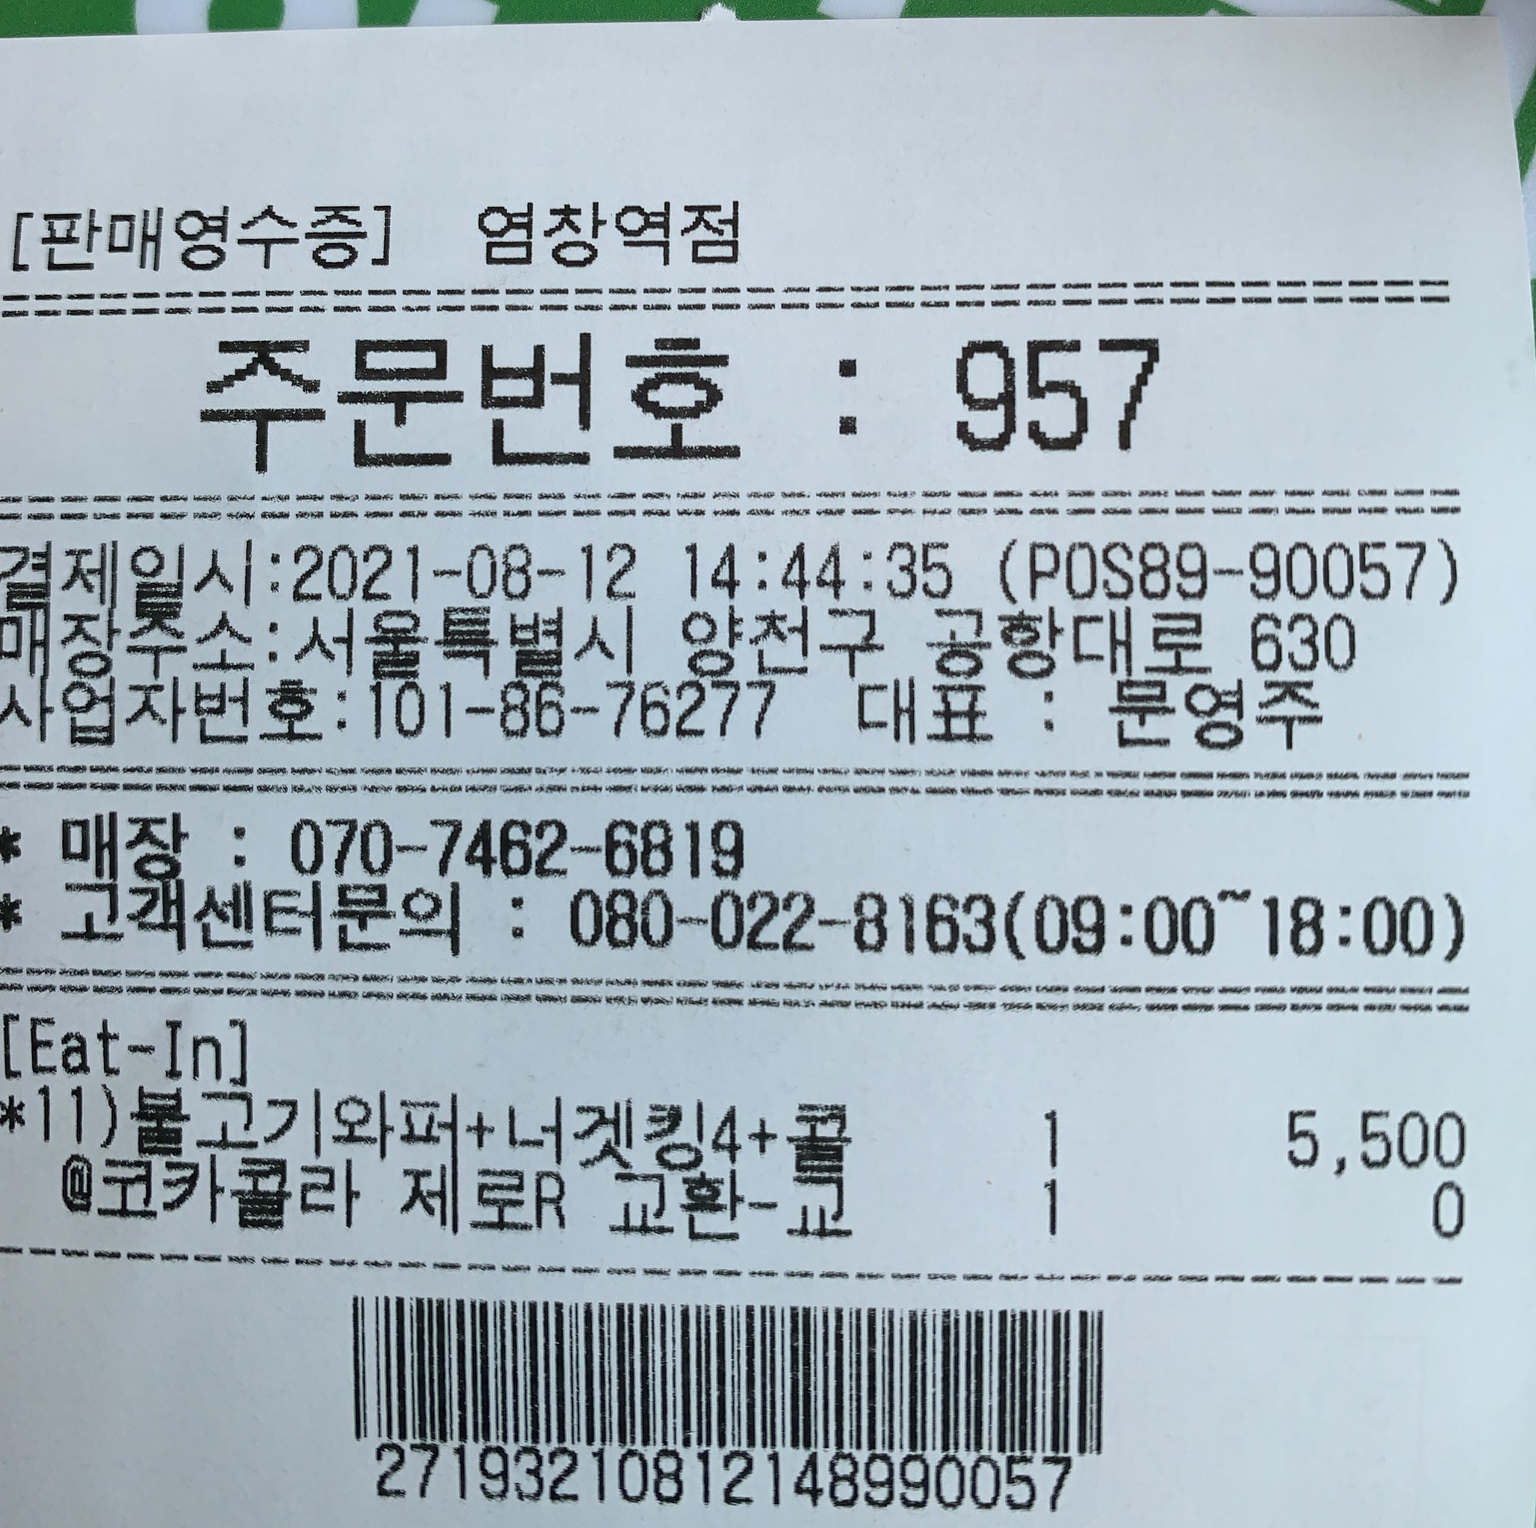 [판매영수증] 염창역점
주문번호 : 957
결제일시:2021-08-12 14:44:35 (POS89-90057)
매장주소:서울특별시 양천구 공항대로 630
사업자번호:101-86-76277 대표 : 문영주
* 매장 : 070-7462-6819
* 고객센터문의 : 080-022-8163(09:00~18:00)
[Eat-In]
*11)불고기와퍼+너겟킹4+콜 1 5,500
@코카콜라 제로R 교환-교 1 0
27193210812148990057